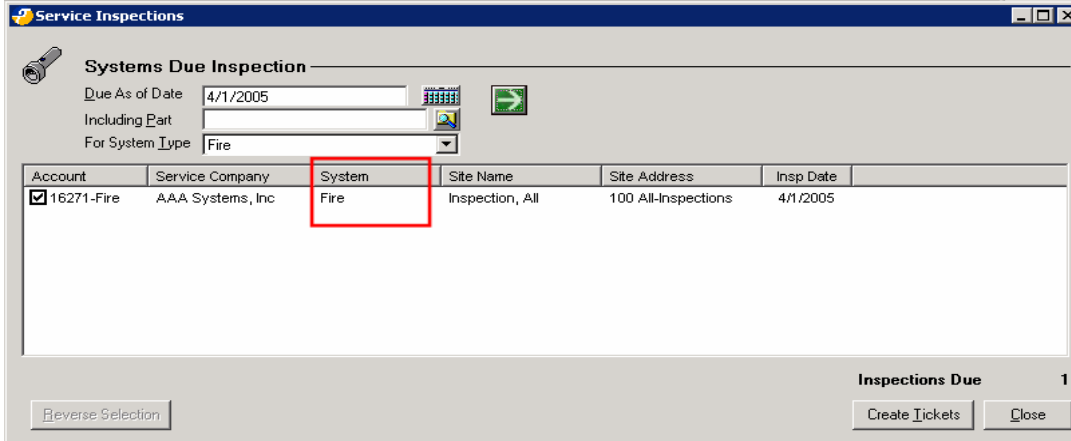 Service Inspections
Systems Due Inspection
Due As of Date 4/1/2005
Including Part
For System Type Fire
Account Service Company System Site Name Site Address Insp Date
16271-Fire AAA Systems, Inc Fire Inspection, All 100 All-Inspections 4/1/2005
Inspections Due 1
Reverse Selection Create Tickets Close